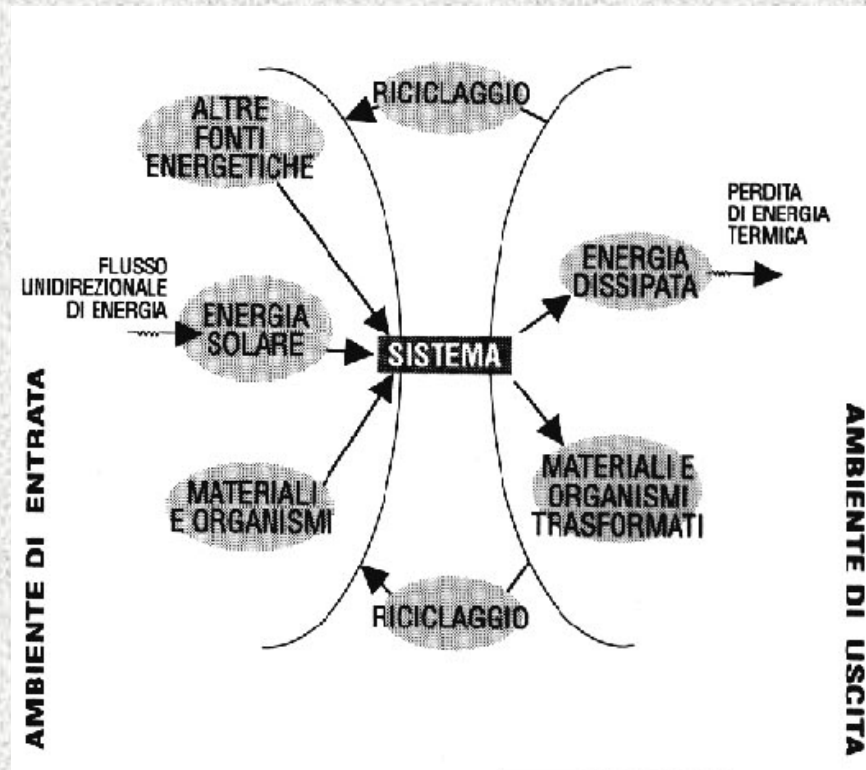 RICICLAGGIO
ALTRE
FONTI
ENERGETICHE
PERDITA
DI ENERGIA
TERMICA
FLUSSO
UNIDIREZIONALE
DI ENERGIA
ENERGIA
SOLARE
ENERGIA
DISSIPATA
SISTEMA
MATERIALI
E ORGANISMI
MATERIALI E
ORGANISMI
TRASFORMATI
RICICLAGGIO
AMBIENTE DI ENTRATA
AMBIENTE DI USCITA